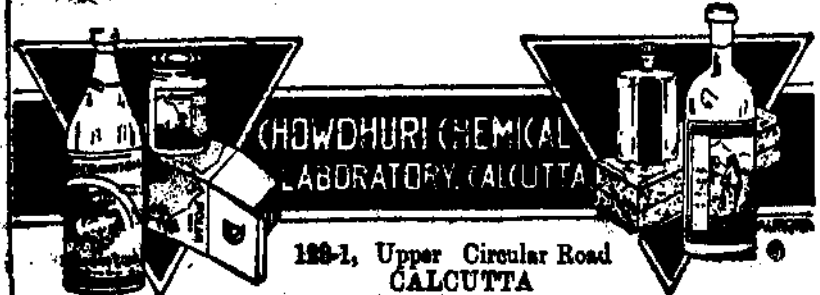 CHOWDHURI CHEMICAL
LABORATORY, CALCUTTA
Upper Circular Road
CALCUTTA